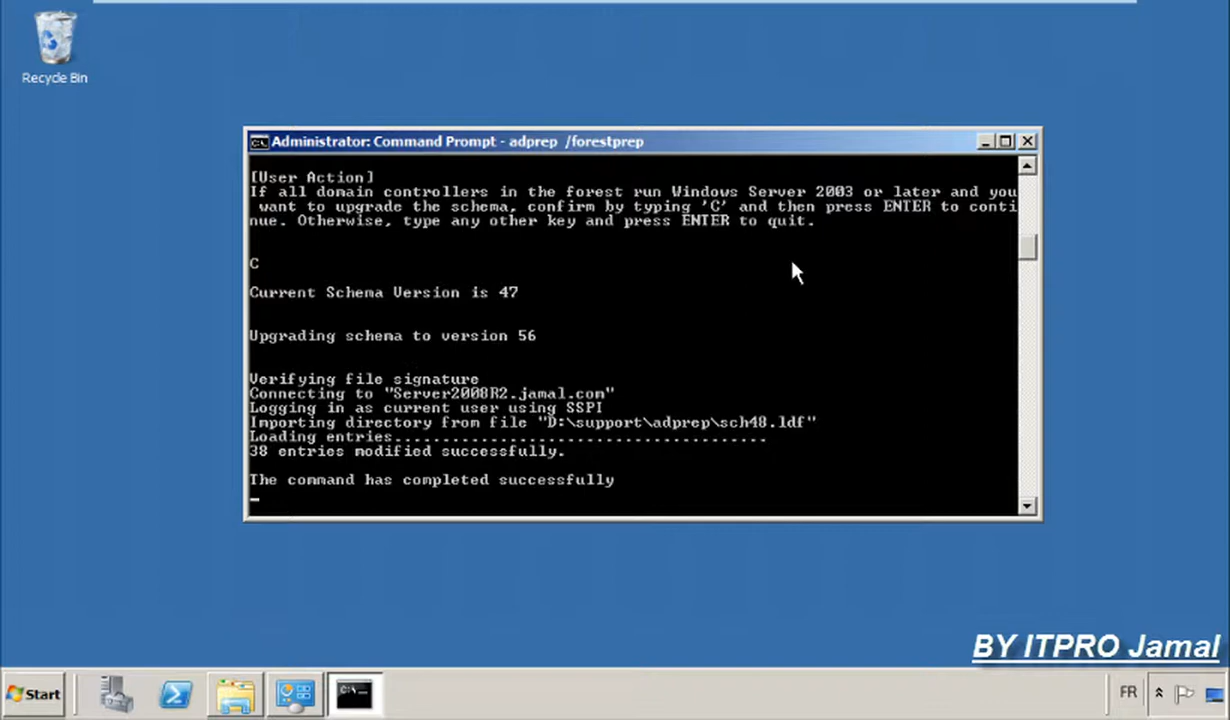 Recycle Bin
Administrator: Command Prompt - adprep /forestprep
[User Action]
If all domain controllers in the forest run Windows Server 2003 or later and you
want to upgrade the schema, confirm by typing 'C' and then press ENTER to conti
nue. Otherwise, type any other key and press ENTER to quit.
C
Current Schema Version is 47
Upgrading schema to version 56
Verifying file signature
Connecting to "Server2008R2.jamal.com"
Logging in as current user using SSPI
Importing directory from file "D:\support\adprep\sch48.ldf"
Loading entries.......................................
38 entries modified successfully.
The command has completed successfully
BY ITPRO Jamal
Start
FR